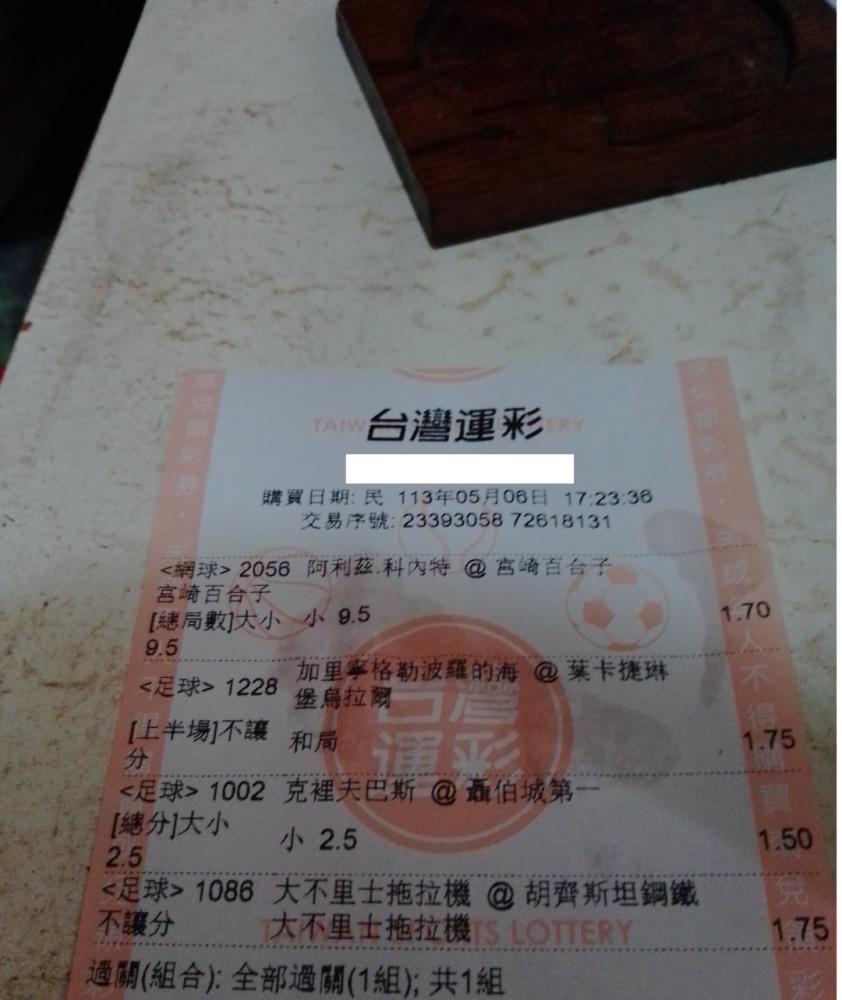 台灣運彩
購買日期: 民 113年05月06日 17:23:36
交易序號: 23393058 72618131
<網球> 2056 阿利茲.科內特 @ 宮崎百合子
宮崎百合子
[總局數]大小 小 9.5 1.70
9.5
<足球> 1228 加里寧格勒波羅的海 @ 葉卡捷琳
堡烏拉爾
[上半場]不讓 和局 1.75
分
<足球> 1002 克裡夫巴斯 @ 聶伯城第一
[總分]大小 小 2.5 1.50
2.5
<足球> 1086 大不里士拖拉機 @ 胡齊斯坦鋼鐵
不讓分 大不里士拖拉機 1.75
過關(組合): 全部過關(1組); 共1組
台灣
運彩